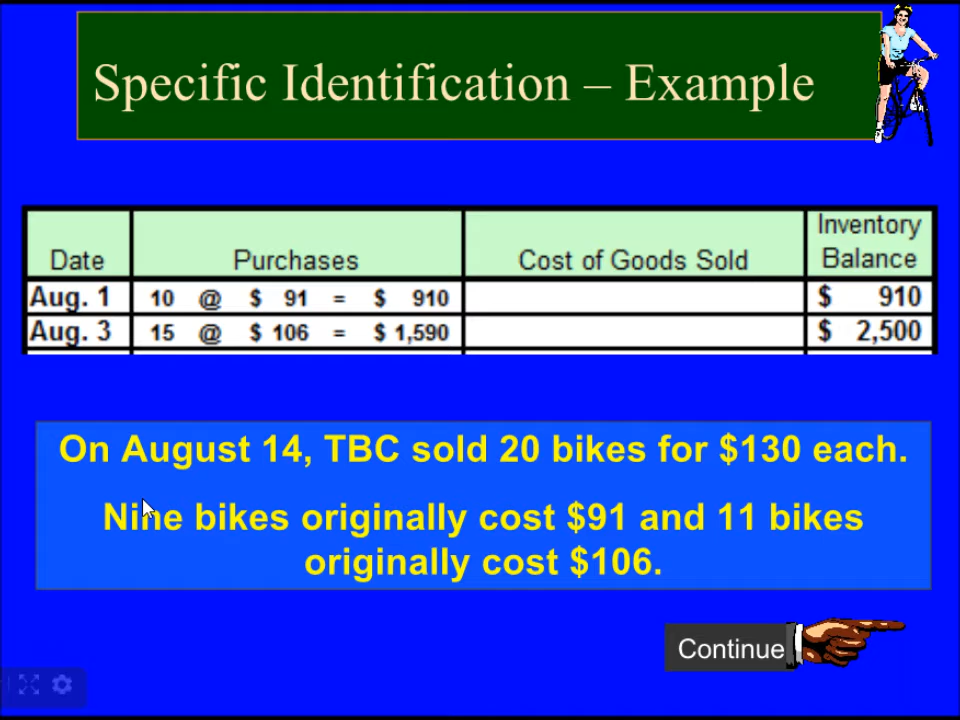 Specific Identification – Example
Inventory
Date Purchases Cost of Goods Sold Balance
Aug. 1 10 @ $ 91 = $ 910 $ 910
Aug. 3 15 @ $ 106 = $ 1,590 $ 2,500
On August 14, TBC sold 20 bikes for $130 each.
Nine bikes originally cost $91 and 11 bikes
originally cost $106.
Continue